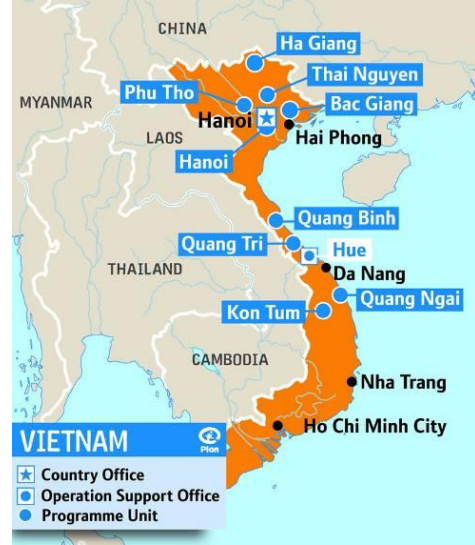 CHINA
Ha Giang
Thai Nguyen
Phu Tho
Bac Giang
MYANMAR
Hanoi
Hai Phong
LAOS
Hanoi
Quang Binh
Quang Tri
Hue
THAILAND
Da Nang
Quang Ngai
Kon Tum
CAMBODIA
Nha Trang
Ho Chi Minh City
VIETNAM
Plan
Country Office
Operation Support Office
Programme Unit